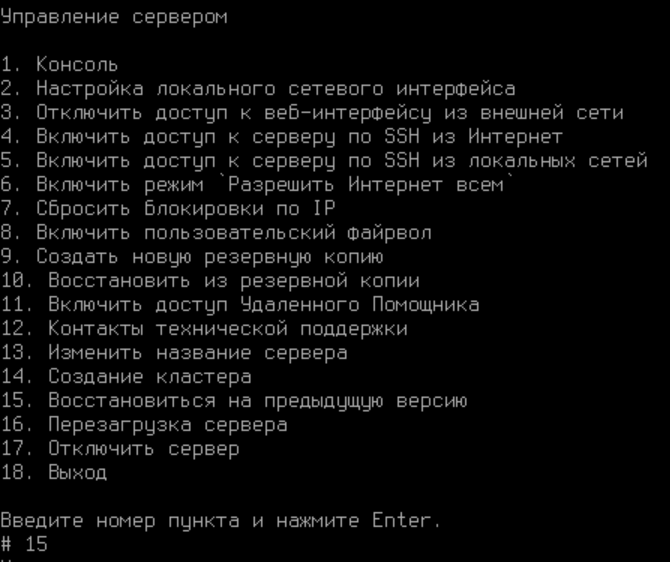 Управление сервером
1. Консоль
2. Настройка локального сетевого интерфейса
3. Отключить доступ к веб-интерфейсу из внешней сети
4. Включить доступ к серверу по SSH из Интернет
5. Включить доступ к серверу по SSH из локальных сетей
6. Включить режим `Разрешить Интернет всем`
7. Сбросить блокировки по IP
8. Включить пользовательский файрвол
9. Создать новую резервную копию
10. Восстановить из резервной копии
11. Включить доступ Удаленного Помощника
12. Контакты технической поддержки
13. Изменить название сервера
14. Создание кластера
15. Восстановиться на предыдущую версию
16. Перезагрузка сервера
17. Отключить сервер
18. Выход
Введите номер пункта и нажмите Enter.
# 15